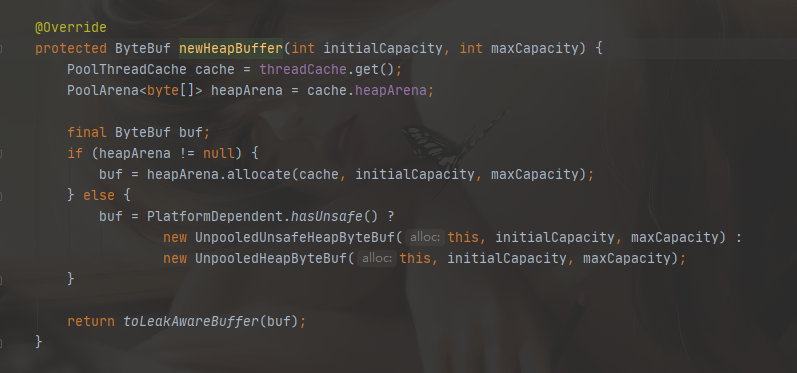 @Override
protected ByteBuf newHeapBuffer(int initialCapacity, int maxCapacity) {
    PoolThreadCache cache = threadCache.get();
    PoolArena<byte[]> heapArena = cache.heapArena;

    final ByteBuf buf;
    if (heapArena != null) {
        buf = heapArena.allocate(cache, initialCapacity, maxCapacity);
    } else {
        buf = PlatformDependent.hasUnsafe() ?
                new UnpooledUnsafeHeapByteBuf( alloc: this, initialCapacity, maxCapacity) :
                new UnpooledHeapByteBuf( alloc: this, initialCapacity, maxCapacity);
    }

    return toLeakAwareBuffer(buf);
}